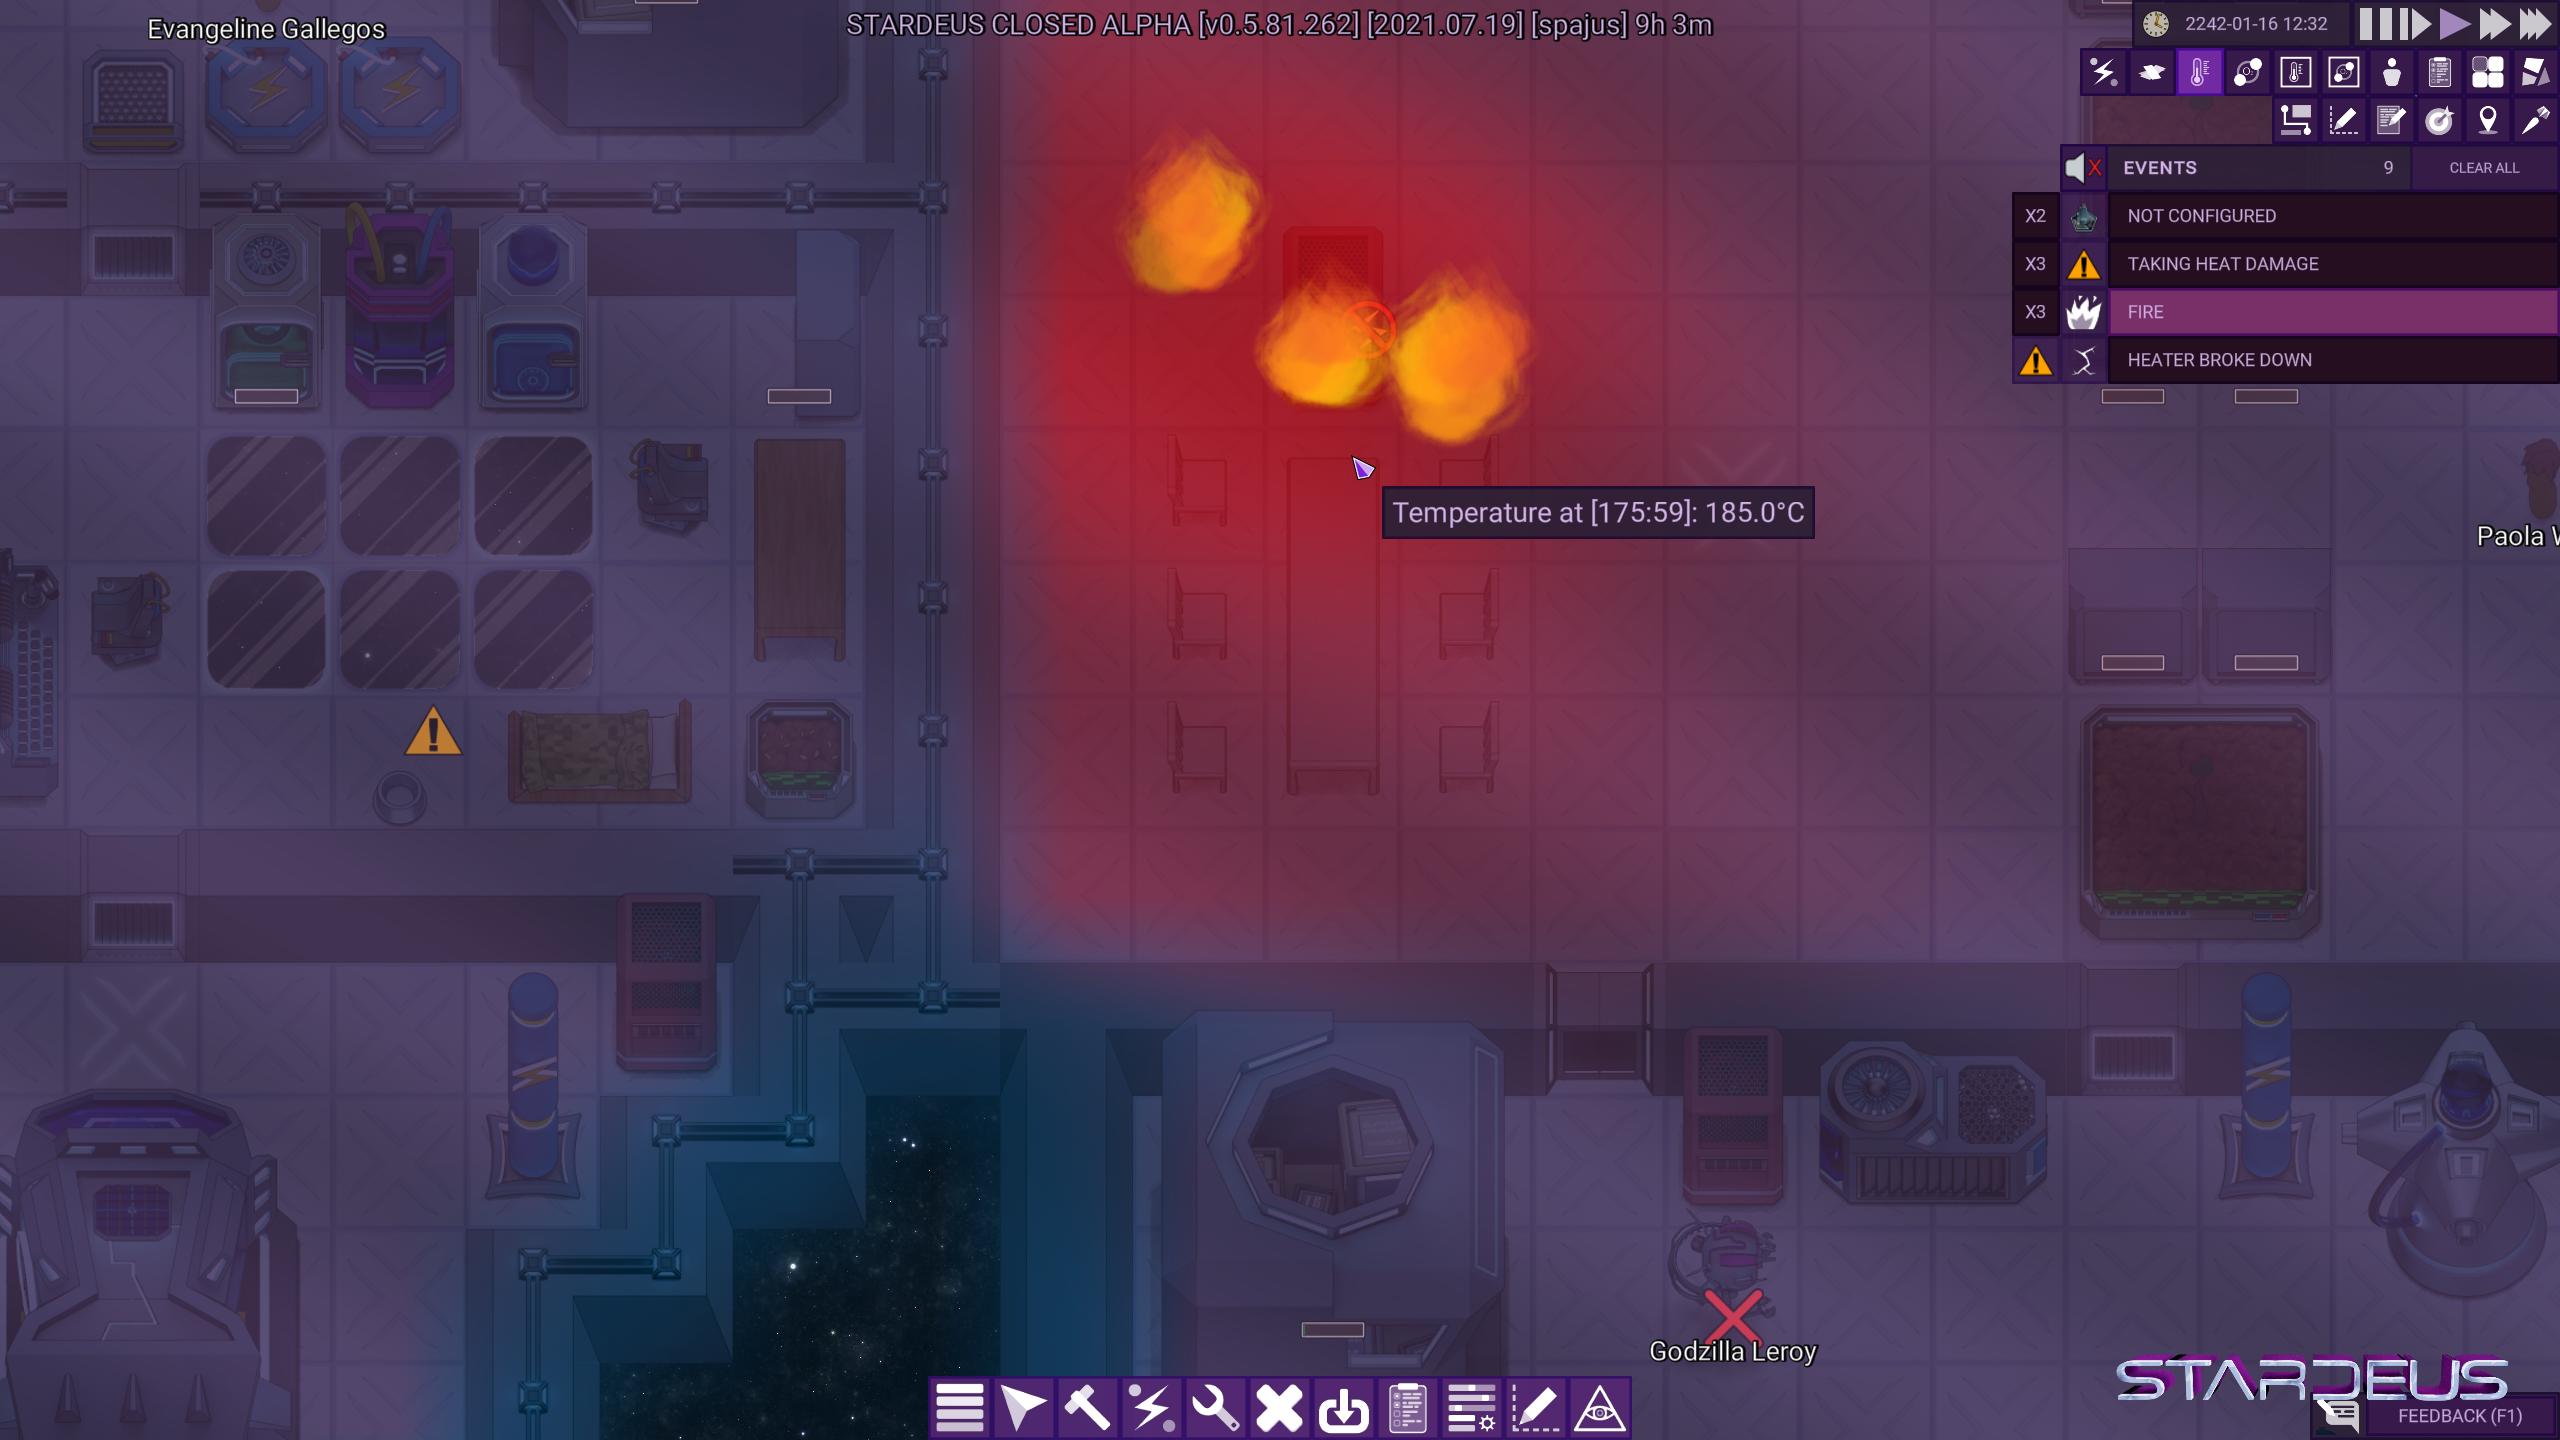 Evangeline Gallegos
STARDEUS CLOSED ALPHA [v0.5.81.262] [2021.07.19] [spajus] 9h 3m
2242-01-16 12:32
EVENTS 9 CLEAR ALL
X2 NOT CONFIGURED
X3 TAKING HEAT DAMAGE
X3 FIRE
HEATER BROKE DOWN
Temperature at [175:59]: 185.0°C
Paola
Godzilla Leroy
STARDEUS
FEEDBACK (F1)